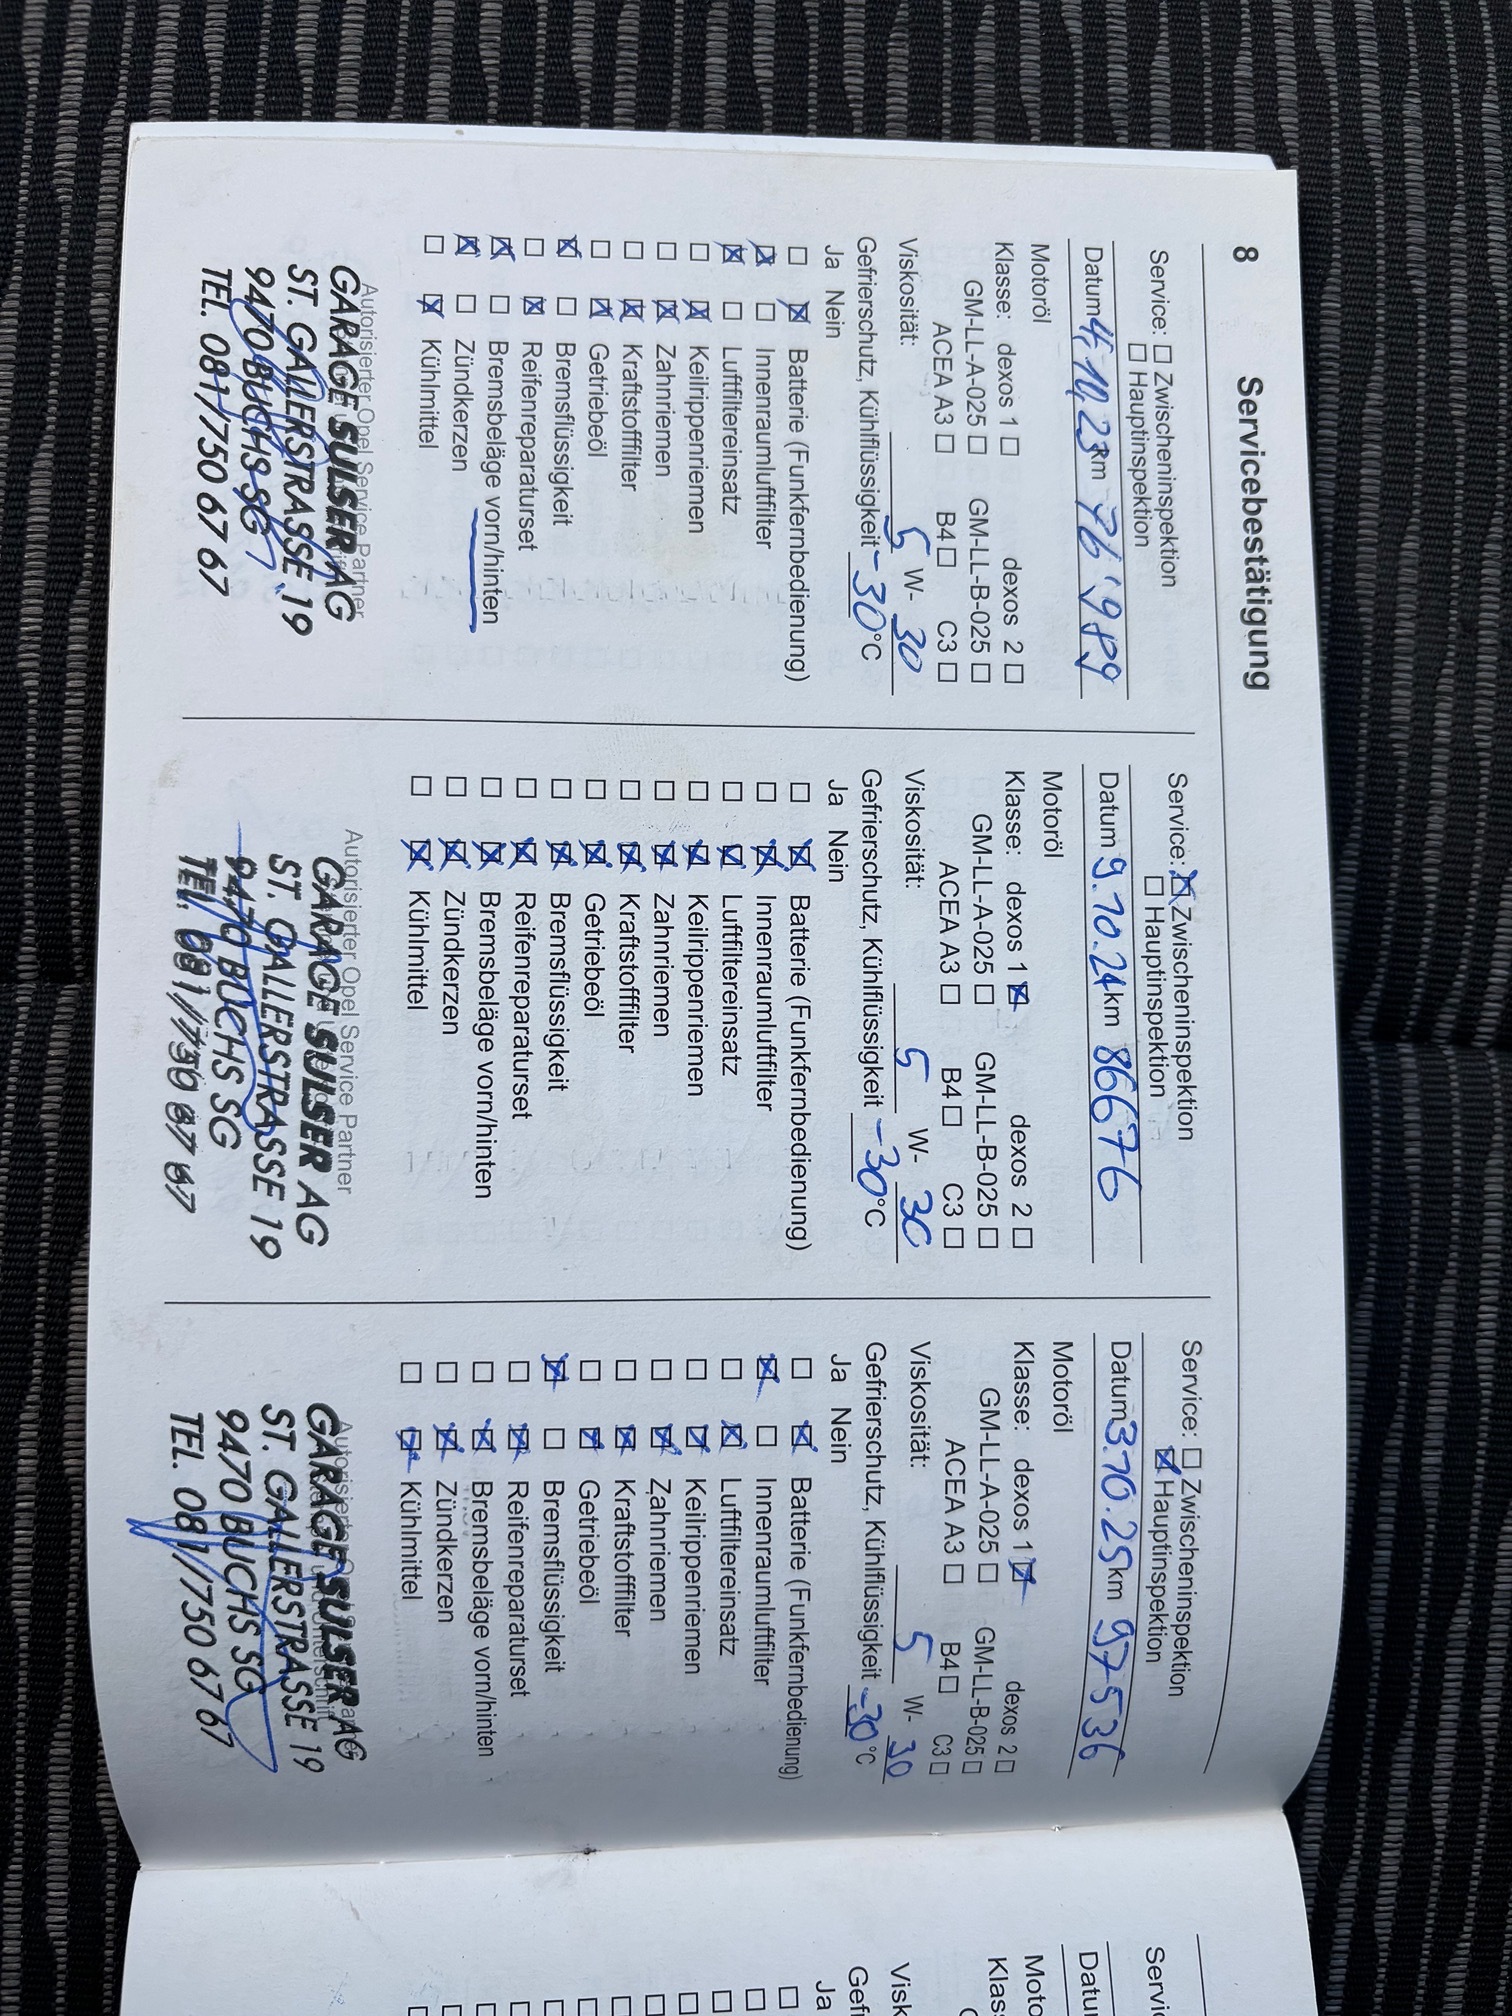 8 Servicebestätigung
Service: ☐ Zwischeninspektion
☐ Hauptinspektion
Datum 4.10.23 km 76'989
Motoröl
Klasse: dexos 1 ☐ dexos 2 ☐
GM-LL-A-025 ☐ GM-LL-B-025 ☐
ACEA A3 ☐ B4 ☐ C3 ☐
Viskosität: 5 W- 30
Gefrierschutz, Kühlflüssigkeit -30 °C
Ja Nein
☐ ☒ Batterie (Funkfernbedienung)
☒ ☐ Innenraumluftfilter
☒ ☐ Luftfiltereinsatz
☐ ☒ Keilrippenriemen
☐ ☒ Zahnriemen
☐ ☒ Kraftstofffilter
☐ ☒ Getriebeöl
☒ ☐ Bremsflüssigkeit
☐ ☒ Reifenreparaturset
☒ ☐ Bremsbeläge vorn/hinten
☒ ☐ Zündkerzen
☐ ☒ Kühlmittel
Autorisierter Opel Service Partner
GARAGE SULSER AG
ST. GALLERSTRASSE 19
9470 BUCHS SG
TEL. 081/750 67 67
Service: ☒ Zwischeninspektion
☐ Hauptinspektion
Datum 9.10.24 km 86676
Motoröl
Klasse: dexos 1 ☒ dexos 2 ☐
GM-LL-A-025 ☐ GM-LL-B-025 ☐
ACEA A3 ☐ B4 ☐ C3 ☐
Viskosität: 5 W- 30
Gefrierschutz, Kühlflüssigkeit -30 °C
Ja Nein
☐ ☒ Batterie (Funkfernbedienung)
☐ ☒ Innenraumluftfilter
☐ ☒ Luftfiltereinsatz
☐ ☒ Keilrippenriemen
☐ ☒ Zahnriemen
☐ ☒ Kraftstofffilter
☐ ☒ Getriebeöl
☐ ☒ Bremsflüssigkeit
☐ ☒ Reifenreparaturset
☐ ☒ Bremsbeläge vorn/hinten
☐ ☒ Zündkerzen
☐ ☒ Kühlmittel
Autorisierter Opel Service Partner
GARAGE SULSER AG
ST. GALLERSTRASSE 19
9470 BUCHS SG
TEL. 081/750 67 67
Service: ☐ Zwischeninspektion
☒ Hauptinspektion
Datum 3.10.25 km 97536
Motoröl
Klasse: dexos 1 ☒ dexos 2 ☐
GM-LL-A-025 ☐ GM-LL-B-025 ☐
ACEA A3 ☐ B4 ☐ C3 ☐
Viskosität: 5 W- 30
Gefrierschutz, Kühlflüssigkeit -30 °C
Ja Nein
☐ ☒ Batterie (Funkfernbedienung)
☒ ☐ Innenraumluftfilter
☐ ☒ Luftfiltereinsatz
☐ ☒ Keilrippenriemen
☐ ☒ Zahnriemen
☐ ☒ Kraftstofffilter
☐ ☒ Getriebeöl
☒ ☐ Bremsflüssigkeit
☐ ☒ Reifenreparaturset
☐ ☒ Bremsbeläge vorn/hinten
☐ ☒ Zündkerzen
☐ ☒ Kühlmittel
GARAGE SULSER AG
ST. GALLERSTRASSE 19
9470 BUCHS SG
TEL. 081/750 67 67
Servic
Datu
Moto
Klas
Visk
Gefr
Ja